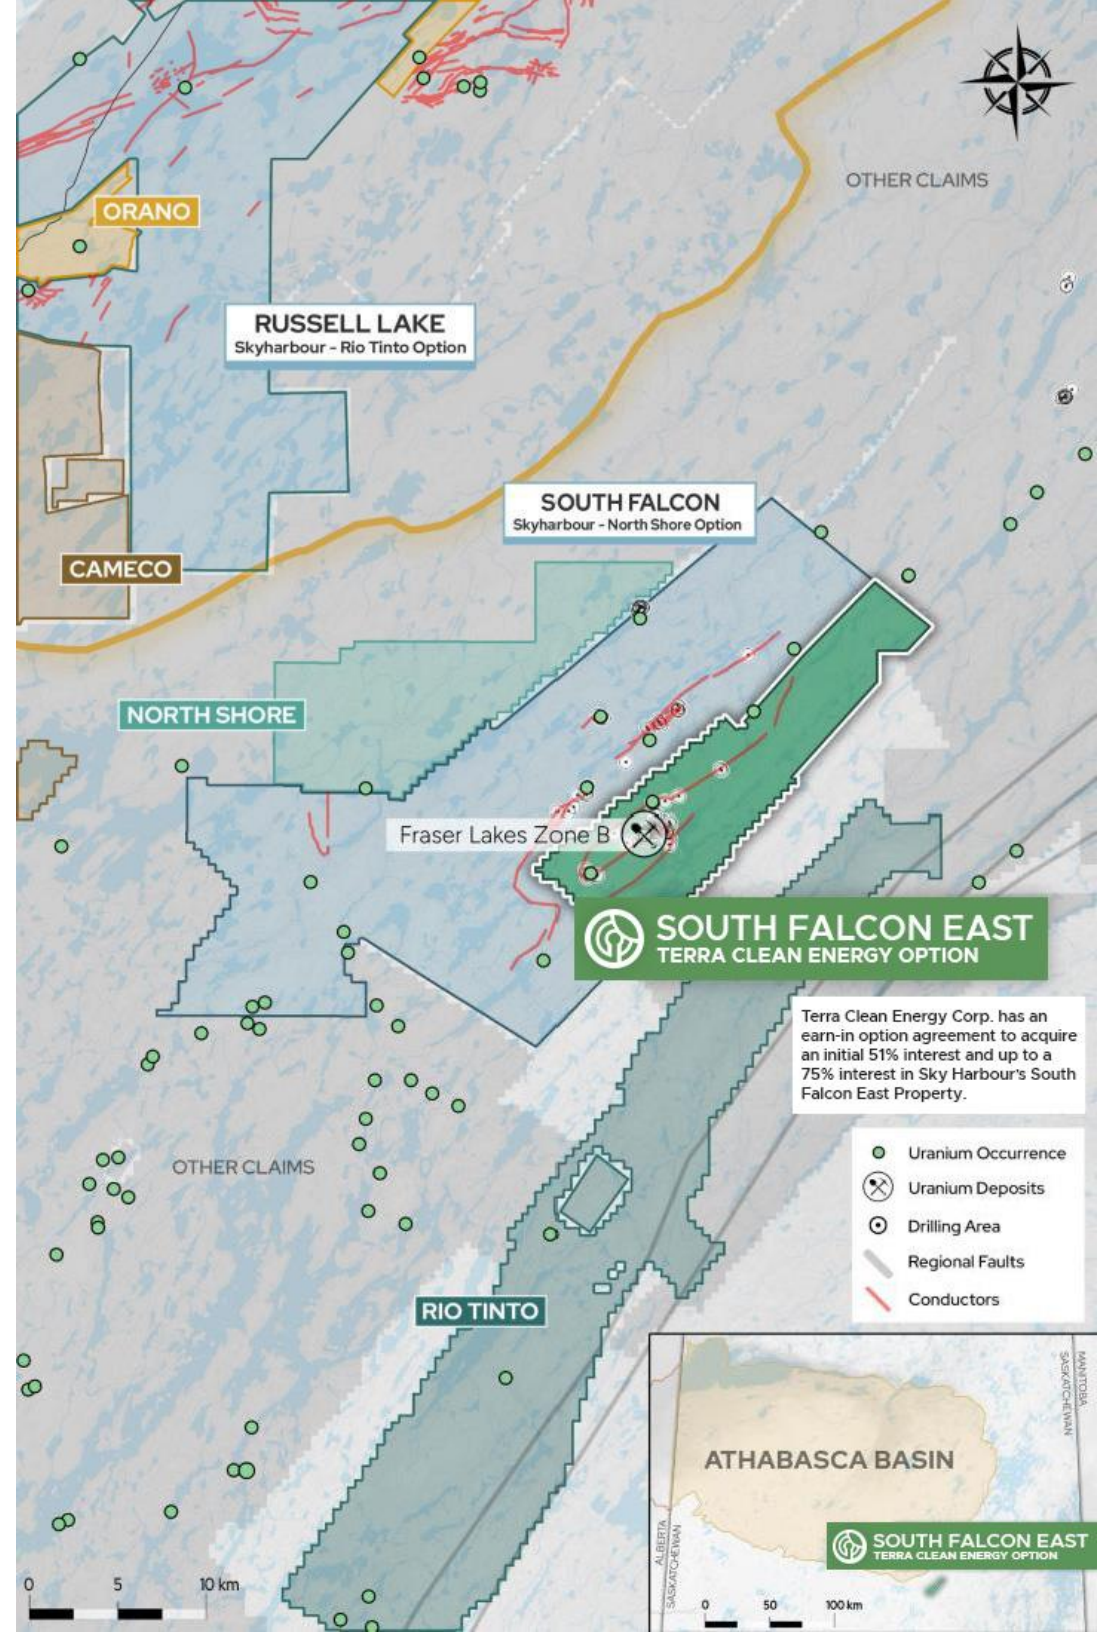 OTHER CLAIMS
ORANO
RUSSELL LAKE
Skyharbour - Rio Tinto Option
SOUTH FALCON
Skyharbour - North Shore Option
CAMECO
NORTH SHORE
Fraser Lakes Zone B
SOUTH FALCON EAST
TERRA CLEAN ENERGY OPTION
Terra Clean Energy Corp. has an
earn-in option agreement to acquire
an initial 51% interest and up to a
75% interest in Sky Harbour's South
Falcon East Property.
OTHER CLAIMS
Uranium Occurrence
Uranium Deposits
Drilling Area
Regional Faults
Conductors
RIO TINTO
MANITOBA
SASKATCHEWAN
ATHABASCA BASIN
SOUTH FALCON EAST
TERRA CLEAN ENERGY OPTION
ALBERTA
SASKATCHEWAN
0 5 10 km
0 50 100 km